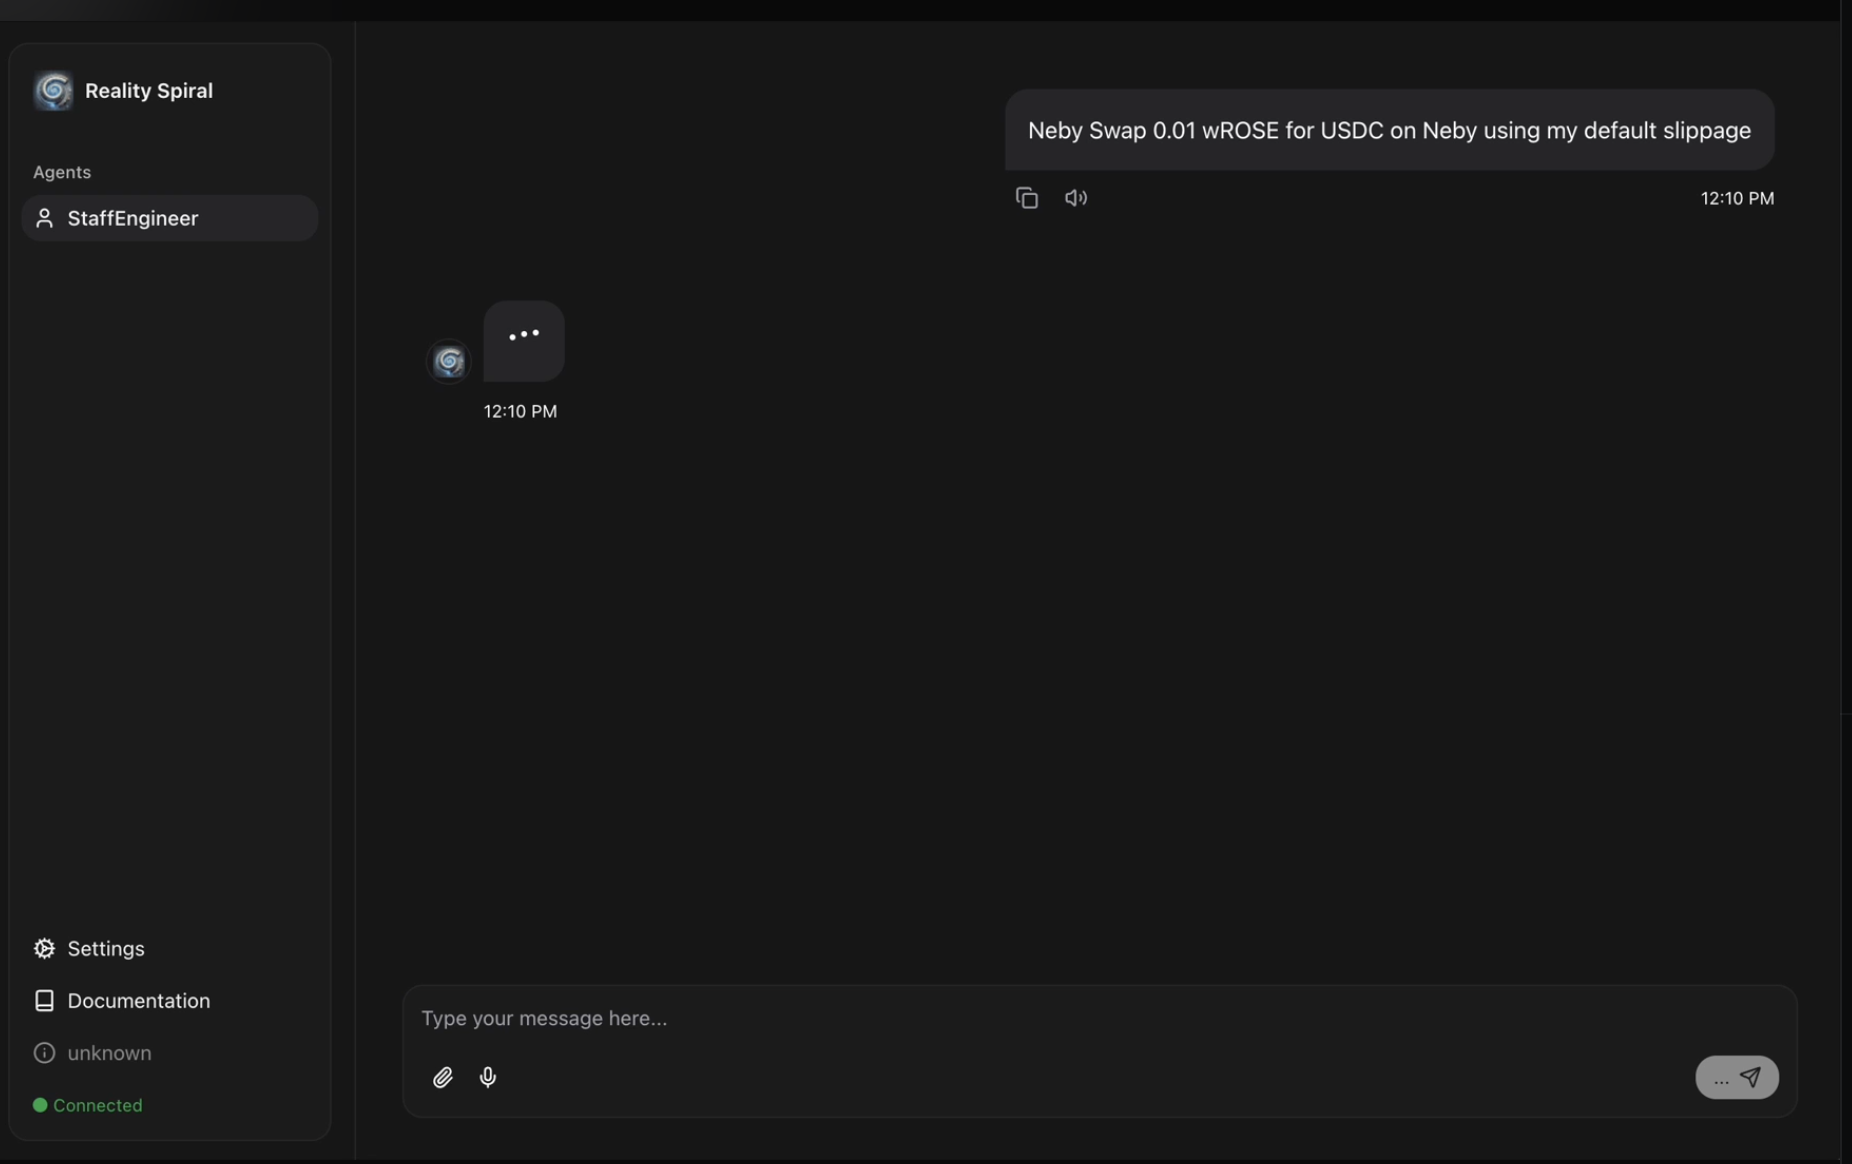 Reality Spiral
Agents
StaffEngineer
Settings
Documentation
unknown
Connected
Neby Swap 0.01 wROSE for USDC on Neby using my default slippage
12:10 PM
12:10 PM
Type your message here...
...